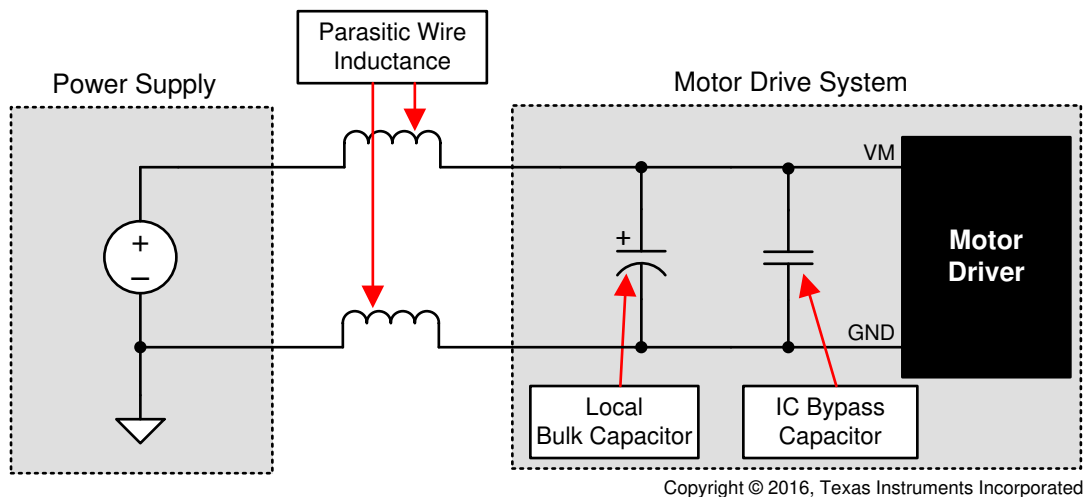 Parasitic Wire
Inductance
Power Supply
Motor Drive System
VM
+
–
+
Motor
Driver
GND
Local
Bulk Capacitor
IC Bypass
Capacitor
Copyright © 2016, Texas Instruments Incorporated